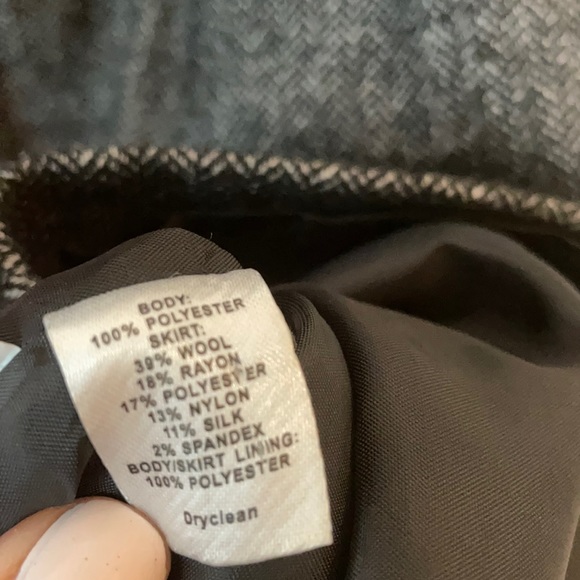 BODY:
100% POLYESTER
SKIRT:
39% WOOL
18% RAYON
17% POLYESTER
13% NYLON
11% SILK
2% SPANDEX
BODY/SKIRT LINING:
100% POLYESTER
Dryclean